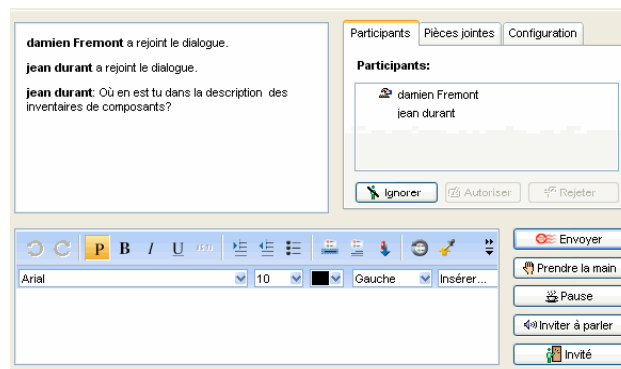 damien Fremont a rejoint le dialogue.
jean durant a rejoint le dialogue.
jean durant: Où en est tu dans la description des
inventaires de composants?
Participants Pièces jointes Configuration
Participants:
damien Fremont
jean durant
Ignorer Autoriser Rejeter
P B I U
Arial 10 Gauche Insérer...
Envoyer
Prendre la main
Pause
Inviter à parler
Invité